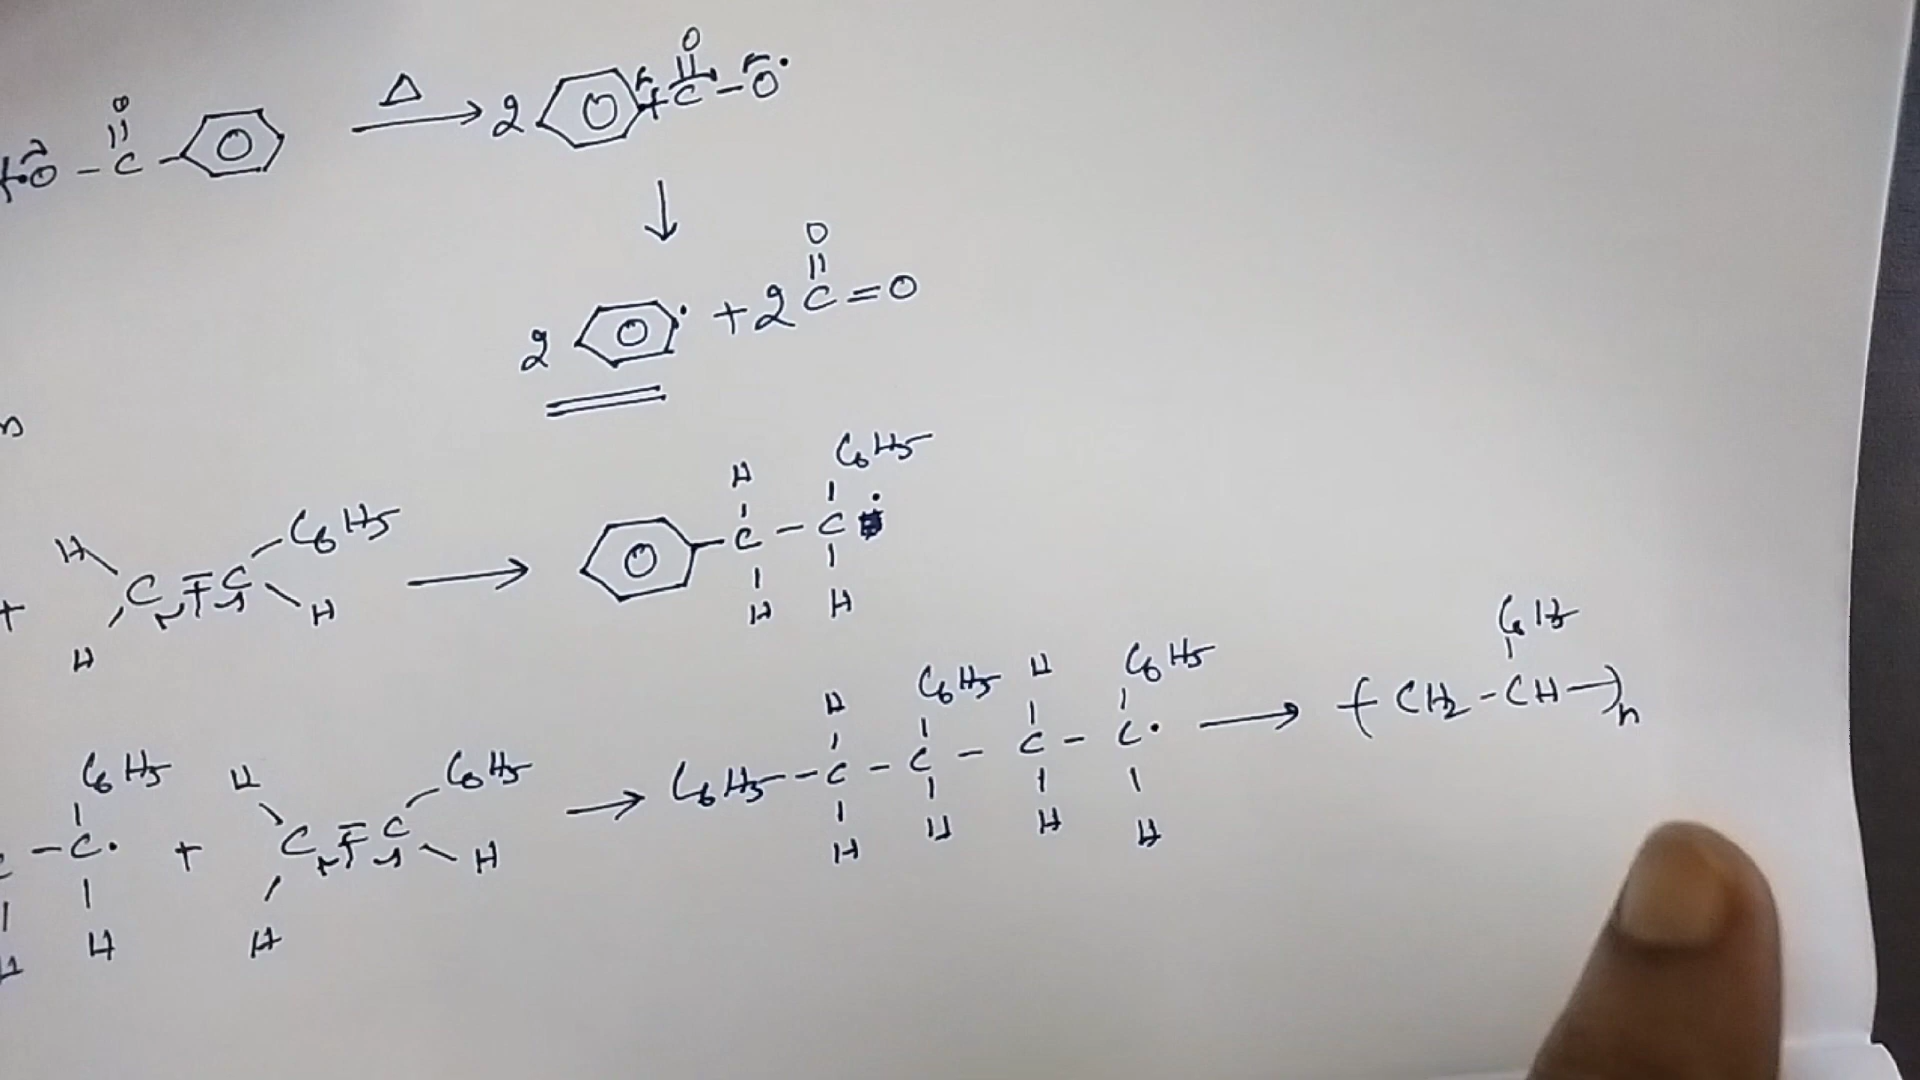 O O
·O - C - Δ → 2 + C - O·
↓
O
2 · + 2 C = O
H C6H5
H C = C C6H5 H → C - C ·
+ H H H
C6H5 H C6H5 H C6H5 H C6H5 C6H5
- C· + C = C H → C6H5 - C - C - C - C· → ( CH2 - CH )n
H H H H H H H